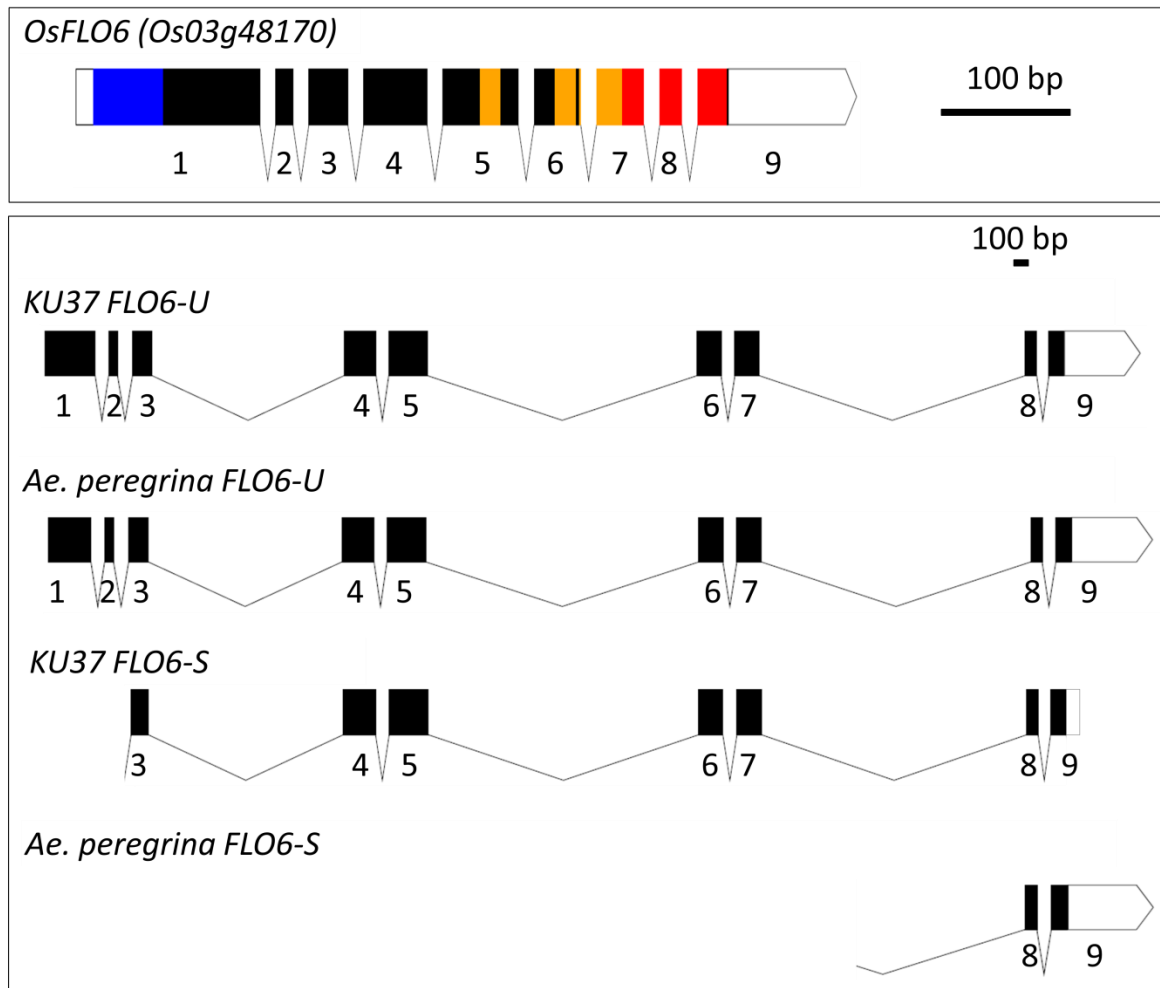 OsFLO6 (Os03g48170)
100 bp
1 2 3 4 5 6 7 8 9
100 bp
KU37 FLO6-U
1 2 3 4 5 6 7 8 9
Ae. peregrina FLO6-U
1 2 3 4 5 6 7 8 9
KU37 FLO6-S
3 4 5 6 7 8 9
Ae. peregrina FLO6-S
8 9